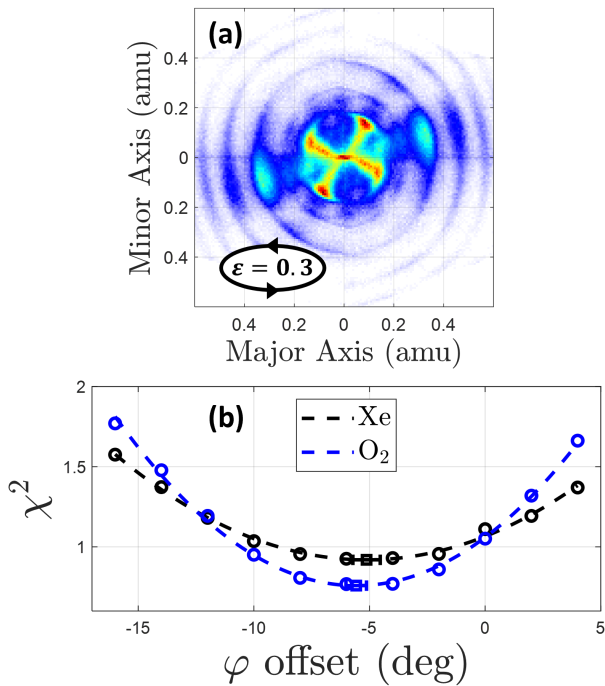 (a)
Minor Axis (amu)
0.4
0.2
0
0.2
0.4
ε = 0.3
0.4 0.2 0 0.2 0.4
Major Axis (amu)
(b)
Xe
O₂
χ²
2
1.5
1
-15 -10 -5 0 5
φ offset (deg)